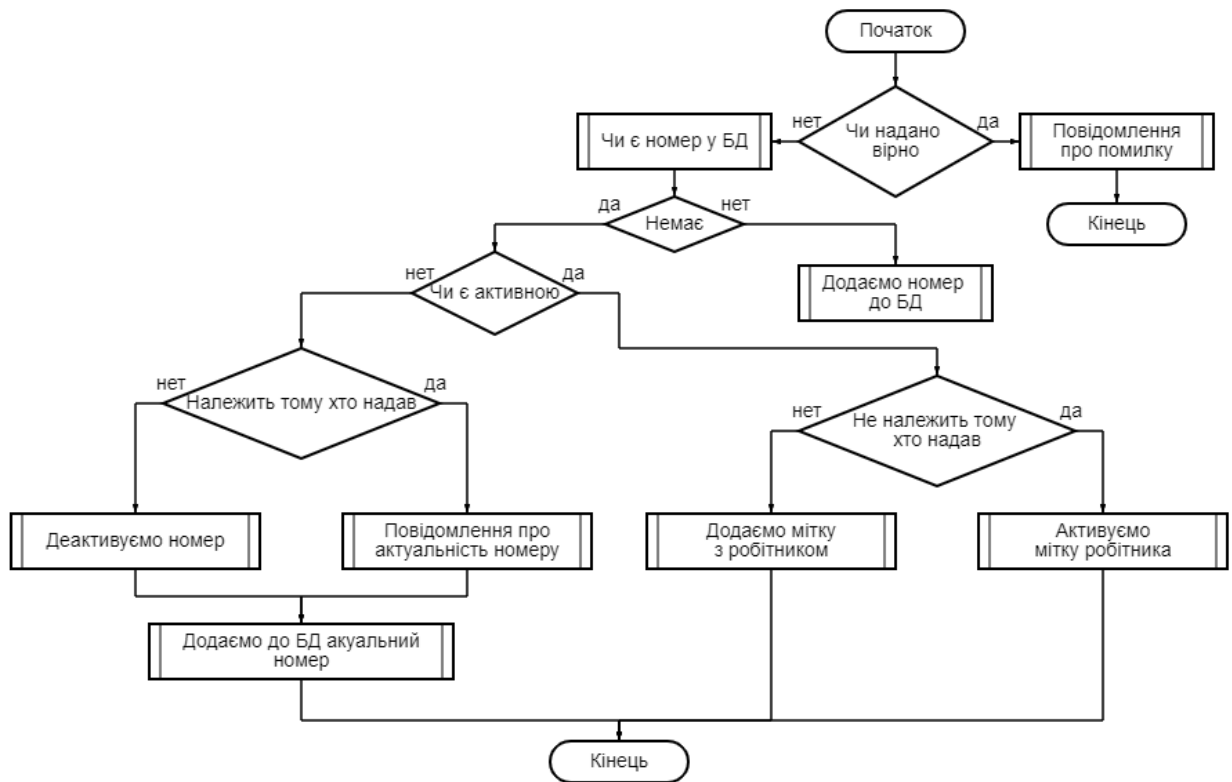 Початок
нет
Чи надано
вірно
да
Чи є номер у БД
Повідомлення
про помилку
да
Немає
нет
Кінець
нет
Чи є активною
да
Додаємо номер
до БД
нет
Належить тому хто надав
да
нет
Не належить тому
хто надав
да
Деактивуємо номер
Повідомлення про
актуальність номеру
Додаємо мітку
з робітником
Активуємо
мітку робітника
Додаємо до БД акуальний
номер
Кінець